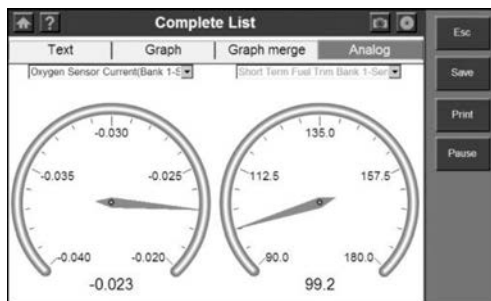 ? Complete List
Text Graph Graph merge Analog
Oxygen Sensor Current(Bank 1-S
Short Term Fuel Trim Bank 1-Ser
-0.030
-0.035 -0.025
-0.040 -0.020
-0.023
135.0
112.5 157.5
90.0 180.0
99.2
Esc
Save
Print
Pause